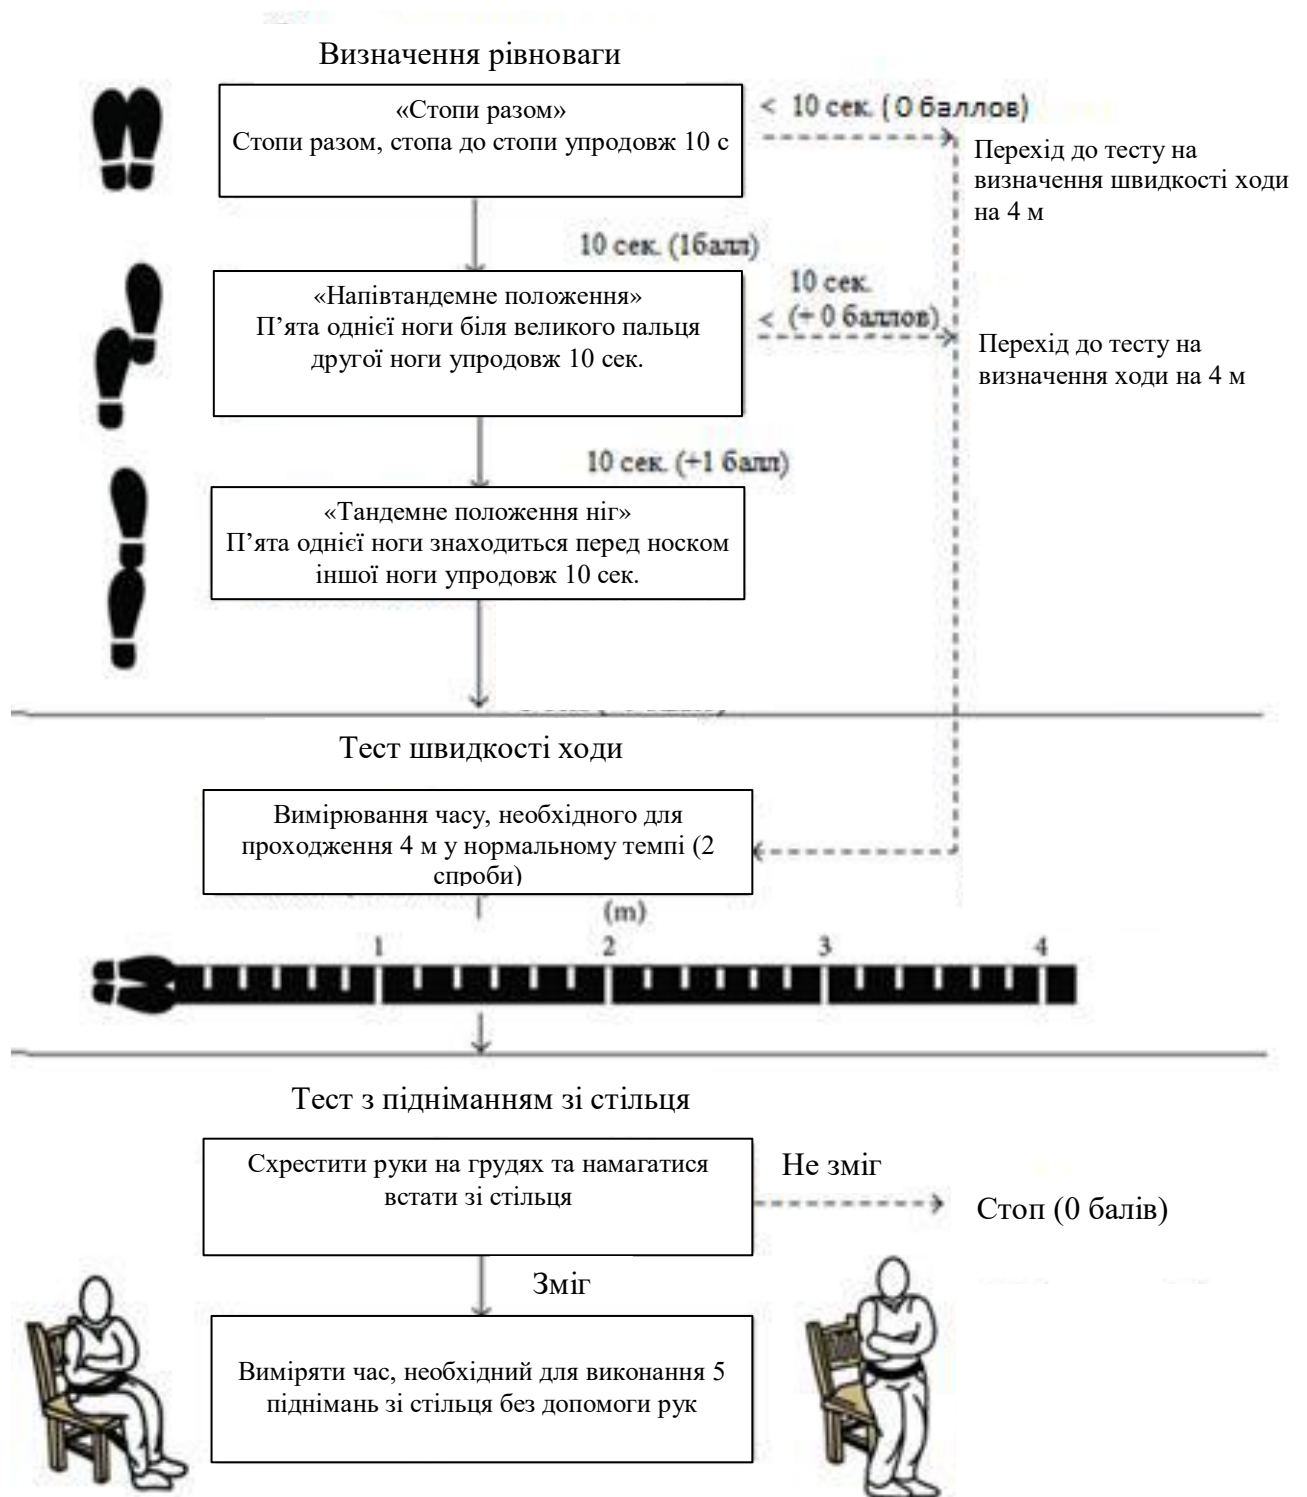 Визначення рівноваги
«Стопи разом»
Стопи разом, стопа до стопи упродовж 10 с
< 10 сек. (0 баллов)
Перехід до тесту на
визначення швидкості ходи
на 4 м
10 сек. (1балл)
«Напівтандемне положення»
П’ята однієї ноги біля великого пальця
другої ноги упродовж 10 сек.
10 сек.
< (+ 0 баллов)
Перехід до тесту на
визначення ходи на 4 м
10 сек. (+1 балл)
«Тандемне положення ніг»
П’ята однієї ноги знаходиться перед носком
іншої ноги упродовж 10 сек.
Тест швидкості ходи
Вимірювання часу, необхідного для
проходження 4 м у нормальному темпі (2
спроби)
(m)
1 2 3 4
Тест з підніманням зі стільця
Схрестити руки на грудях та намагатися
встати зі стільця
Не зміг
Стоп (0 балів)
Зміг
Виміряти час, необхідний для виконання 5
піднімань зі стільця без допомоги рук